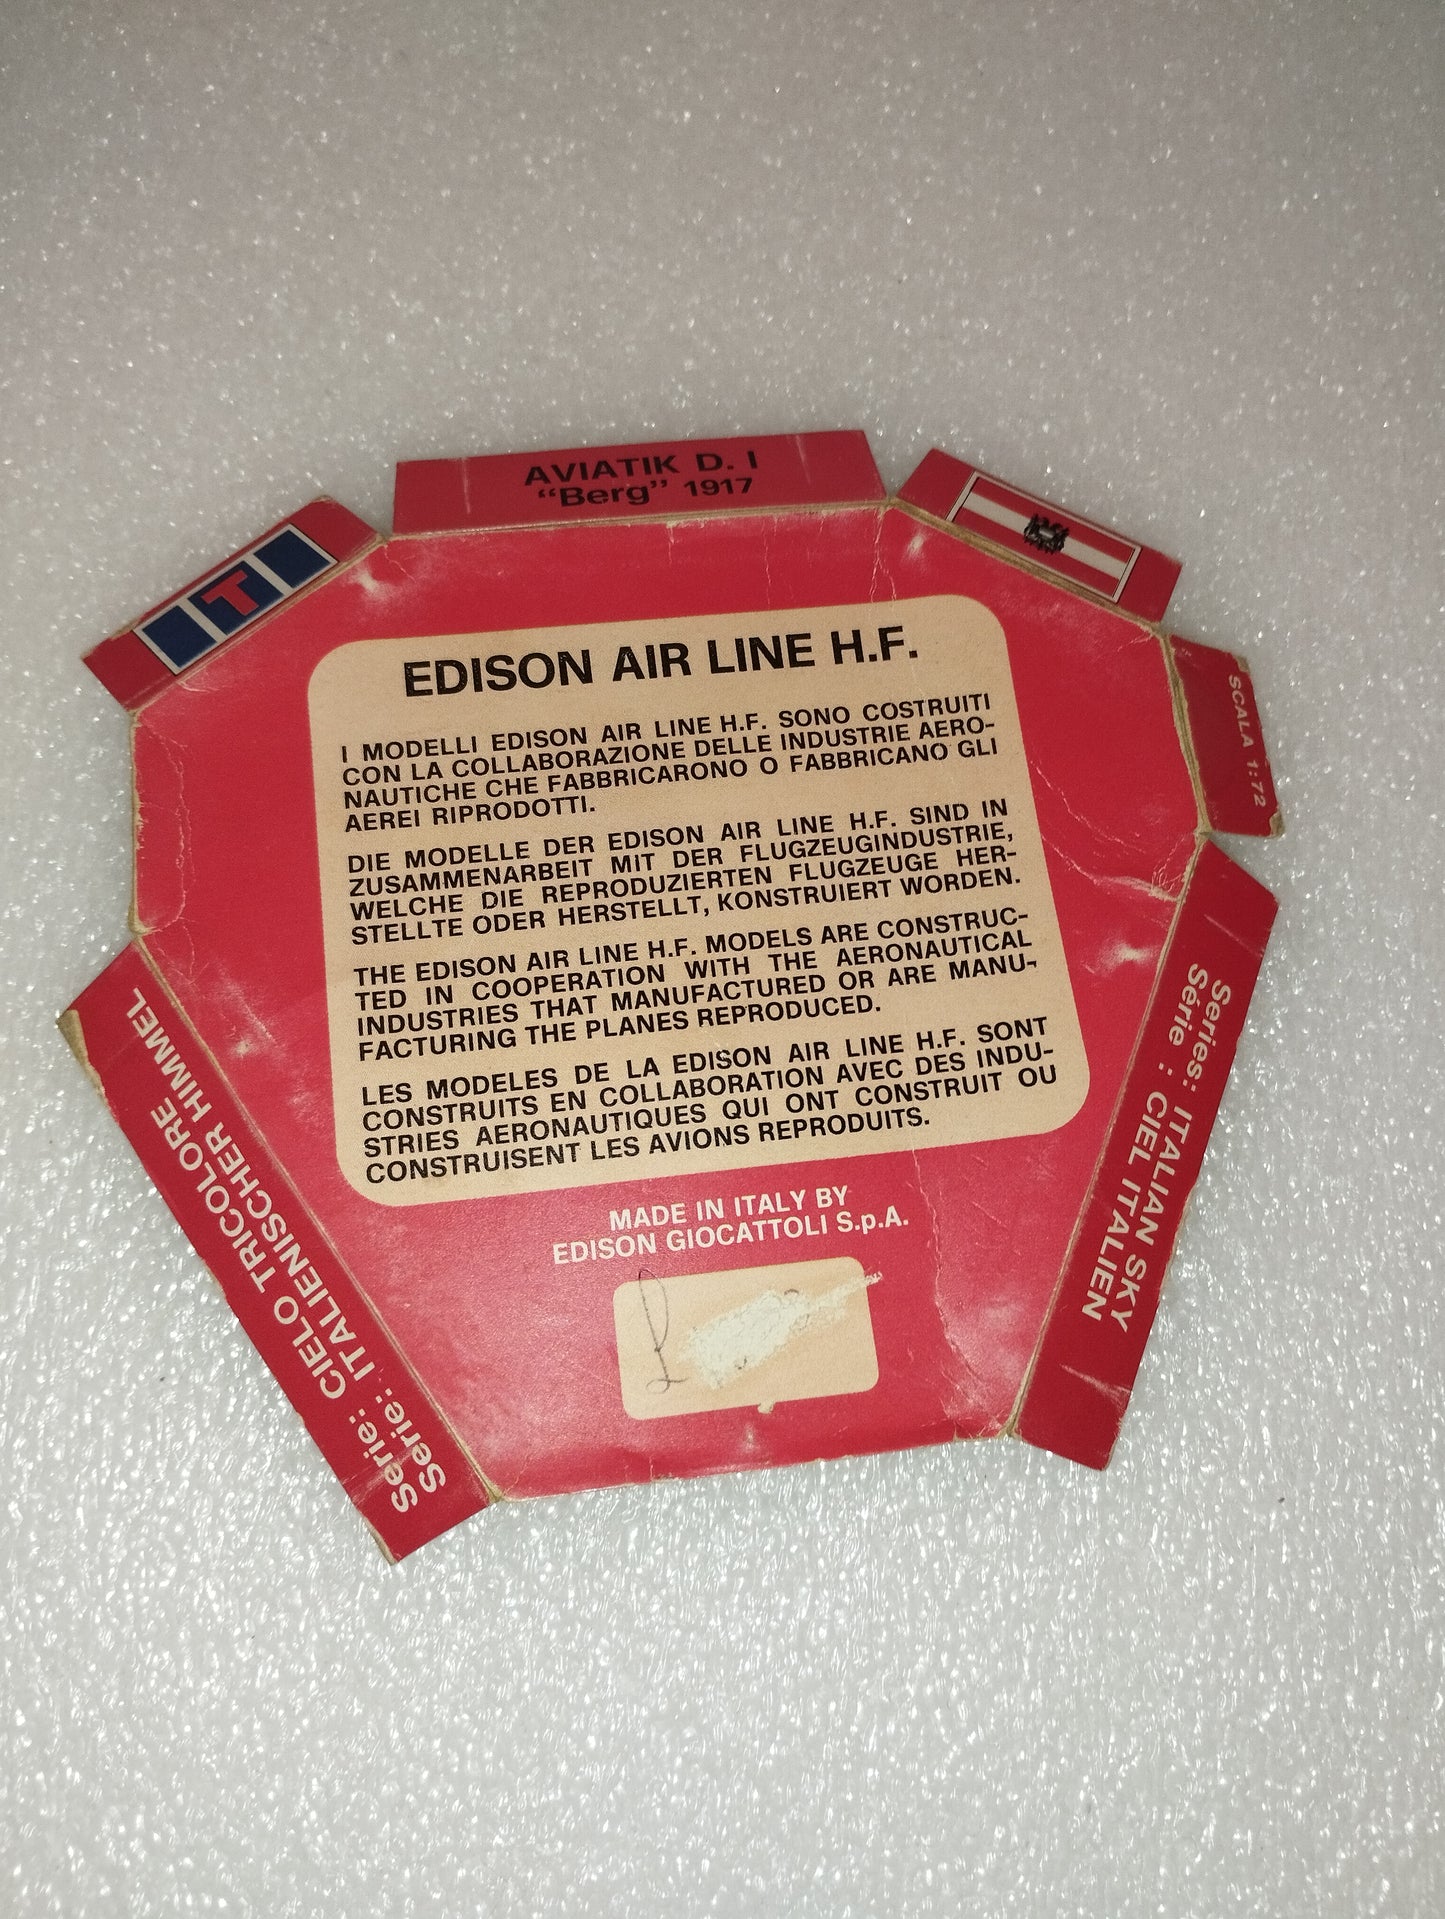 AVIATIK D. I
"Berg" 1917
T
SCALA 1:72
EDISON AIR LINE H.F.
I MODELLI EDISON AIR LINE H.F. SONO COSTRUITI
CON LA COLLABORAZIONE DELLE INDUSTRIE AERO-
NAUTICHE CHE FABBRICARONO O FABBRICANO GLI
AEREI RIPRODOTTI.
DIE MODELLE DER EDISON AIR LINE H.F. SIND IN
ZUSAMMENARBEIT MIT DER FLUGZEUGINDUSTRIE,
WELCHE DIE REPRODUZIERTEN FLUGZEUGE HER-
STELLTE ODER HERSTELLT, KONSTRUIERT WORDEN.
THE EDISON AIR LINE H.F. MODELS ARE CONSTRUC-
TED IN COOPERATION WITH THE AERONAUTICAL
INDUSTRIES THAT MANUFACTURED OR ARE MANU-
FACTURING THE PLANES REPRODUCED.
LES MODELES DE LA EDISON AIR LINE H.F. SONT
CONSTRUITS EN COLLABORATION AVEC DES INDU-
STRIES AERONAUTIQUES QUI ONT CONSTRUIT OU
CONSTRUISENT LES AVIONS REPRODUITS.
MADE IN ITALY BY
EDISON GIOCATTOLI S.p.A.
Serie: CIELO TRICOLORE
Serie: ITALIENISCHER HIMMEL
Series: ITALIAN SKY
Série : CIEL ITALIEN